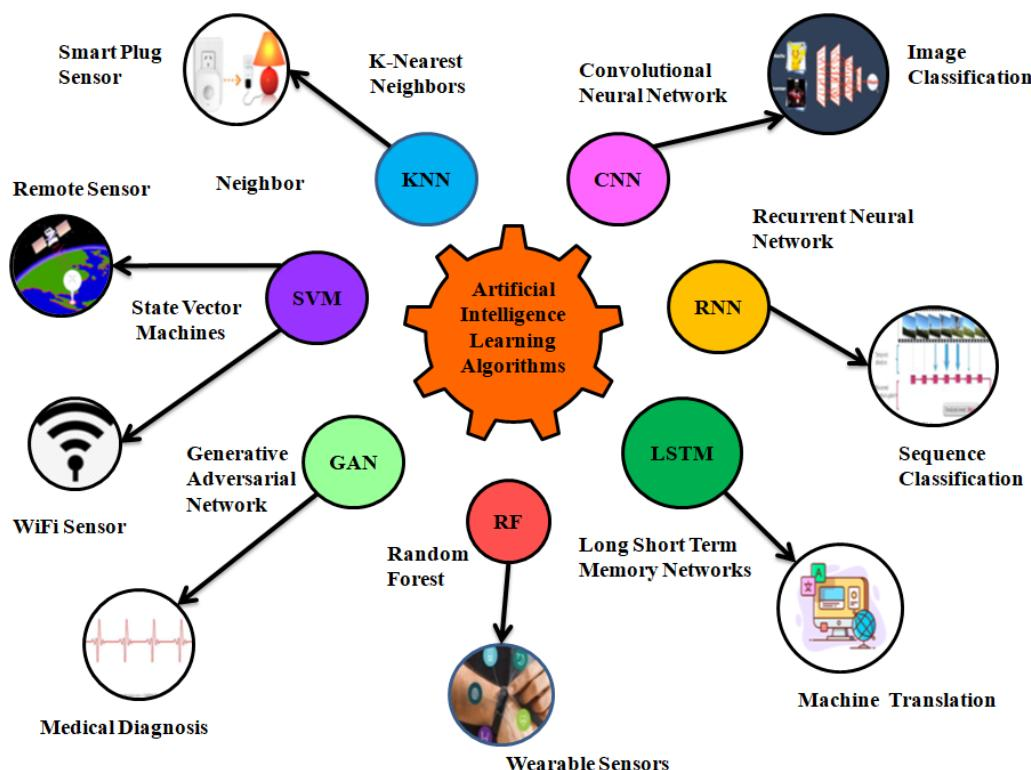 Smart Plug
Sensor
K-Nearest
Neighbors
KNN
Convolutional
Neural Network
CNN
Image
Classification
Remote Sensor
Neighbor
State Vector
Machines
SVM
WiFi Sensor
Artificial
Intelligence
Learning
Algorithms
Recurrent Neural
Network
RNN
Sequence
Classification
Generative
Adversarial
Network
GAN
Medical Diagnosis
RF
Random
Forest
Wearable Sensors
LSTM
Long Short Term
Memory Networks
A
文
Machine Translation